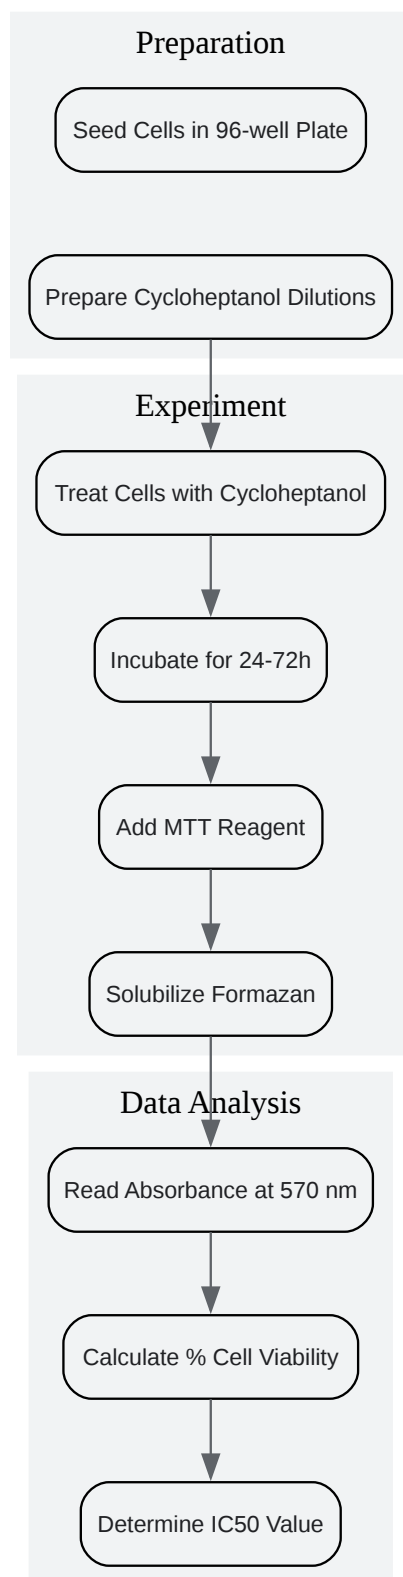 Preparation
Seed Cells in 96-well Plate
Prepare Cycloheptanol Dilutions
Experiment
Treat Cells with Cycloheptanol
Incubate for 24-72h
Add MTT Reagent
Solubilize Formazan
Data Analysis
Read Absorbance at 570 nm
Calculate % Cell Viability
Determine IC50 Value